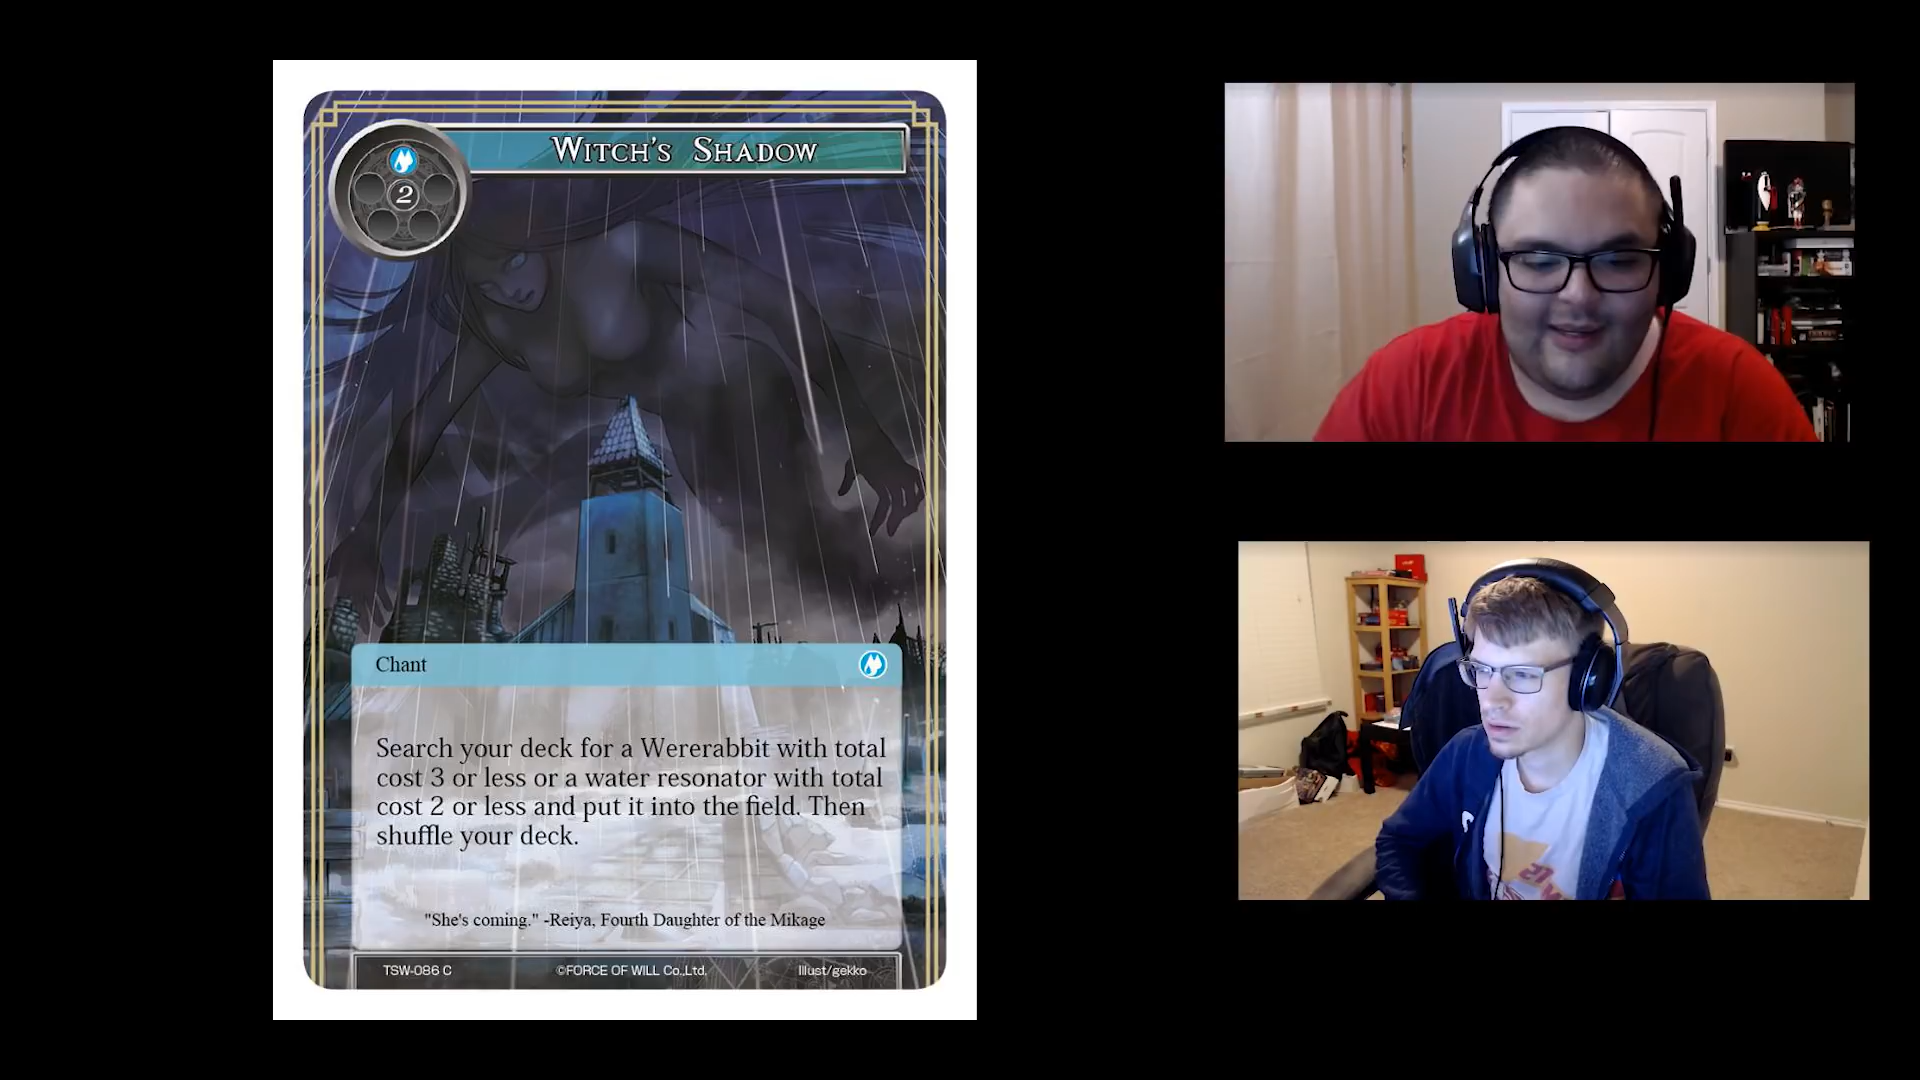 WITCH'S SHADOW
2
Chant
Search your deck for a Wererabbit with total
cost 3 or less or a water resonator with total
cost 2 or less and put it into the field. Then
shuffle your deck.
"She's coming." -Reiya, Fourth Daughter of the Mikage
TSW-086 C
©FORCE OF WILL Co.,Ltd.
Illust/gekko